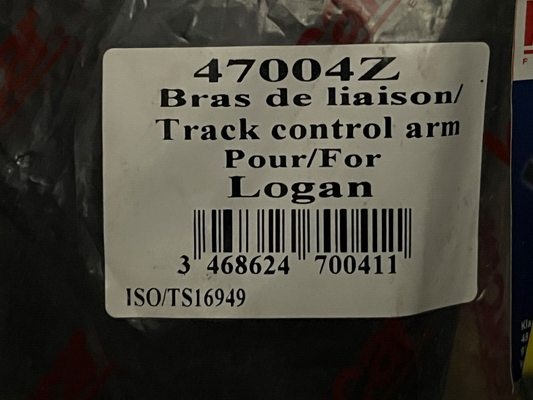 47004Z
Bras de liaison/
Track control arm
Pour/For
Logan
3 468624 700411
ISO/TS16949